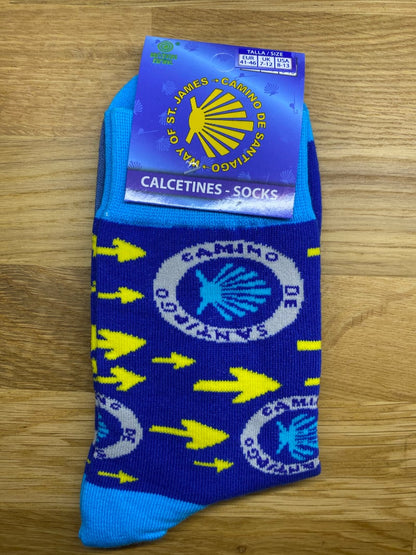 TALLA / SIZE
EUR UK USA
41-46 7-12 8-13
WAY OF ST. JAMES - CAMINO DE SANTIAGO -
CALCETINES - SOCKS
CAMINO DE SANTIAGO
CAMINO DE SANTIAGO